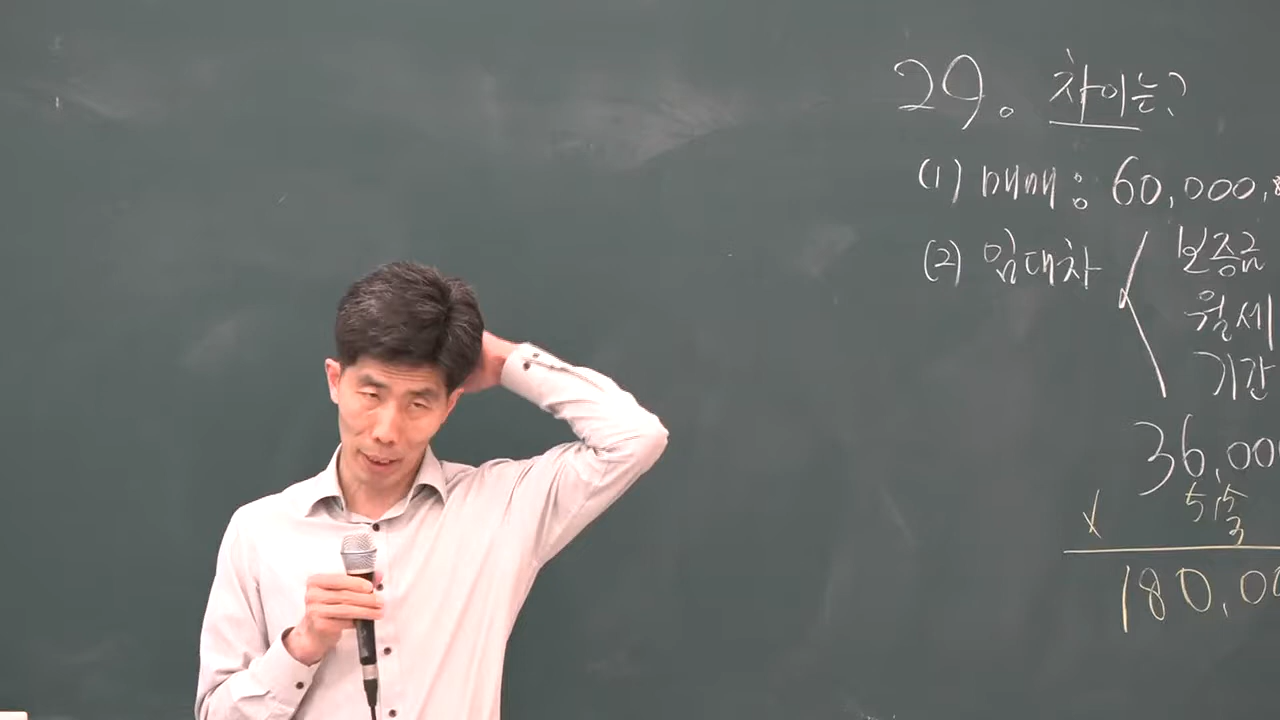 29. 차이는?
(1) 매매 : 60,000,
(2) 임대차 < 보증금
월세
기간
36,000
× 5
180,00